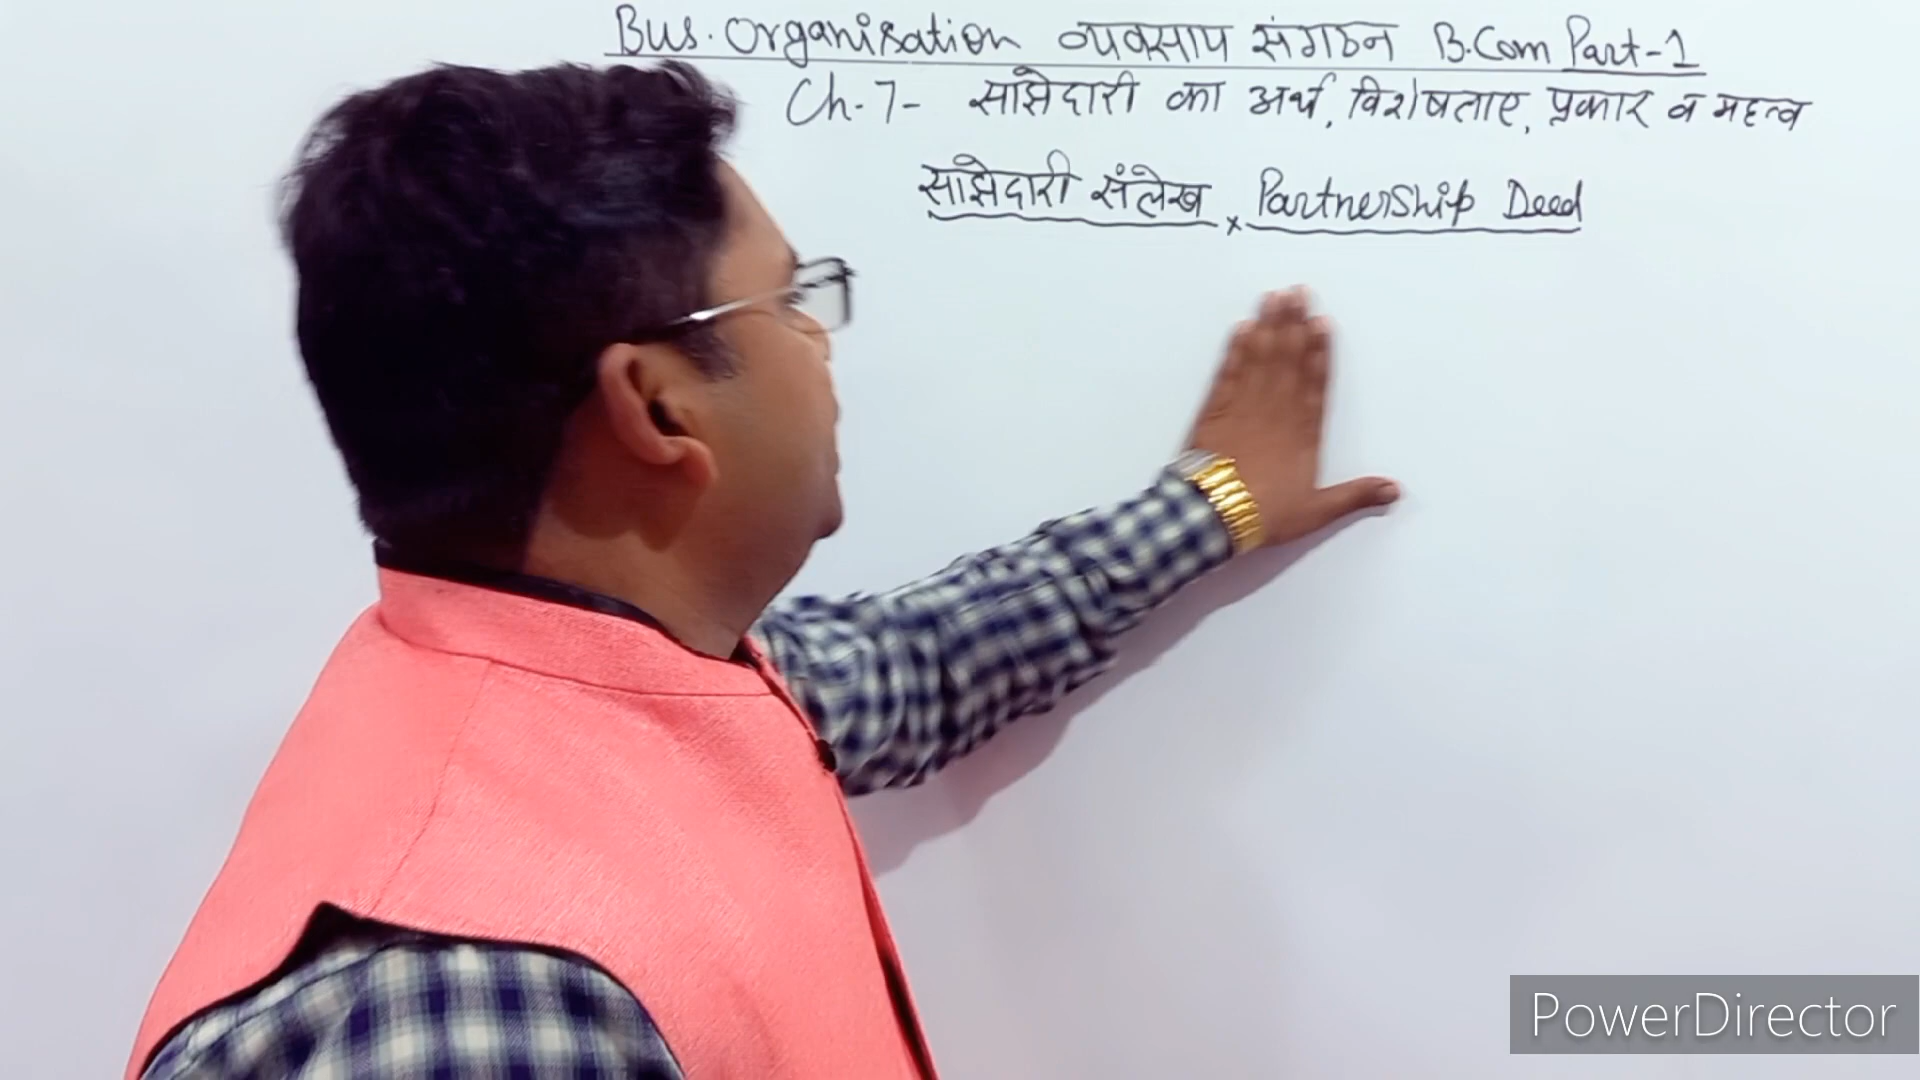 Bus. Organisation व्यवसाय संगठन B.Com Part-1
Ch-7- साझेदारी का अर्थ, विशेषताए, प्रकार व महत्व
साझेदारी संलेख × Partnership Deed
PowerDirector